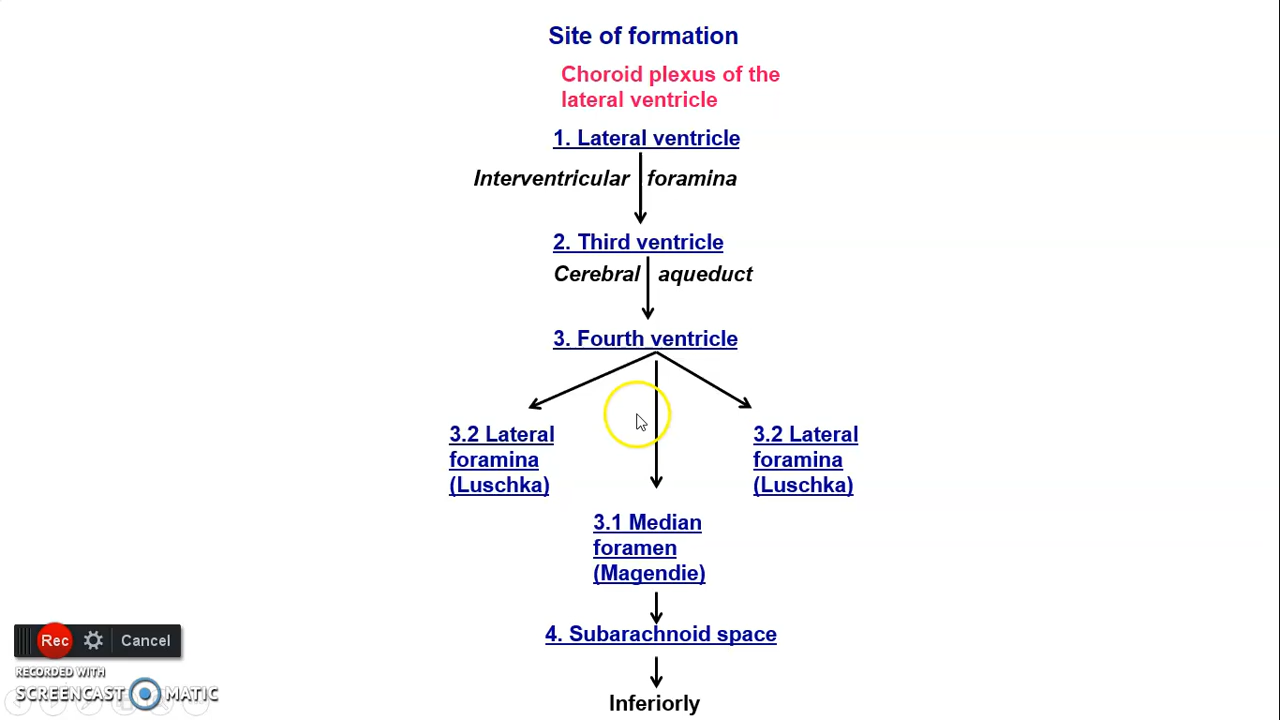 Site of formation
Choroid plexus of the
lateral ventricle
1. Lateral ventricle
Interventricular foramina
2. Third ventricle
Cerebral aqueduct
3. Fourth ventricle
3.2 Lateral
foramina
(Luschka)
3.2 Lateral
foramina
(Luschka)
3.1 Median
foramen
(Magendie)
4. Subarachnoid space
Inferiorly
Rec Cancel
RECORDED WITH
SCREENCAST MATIC